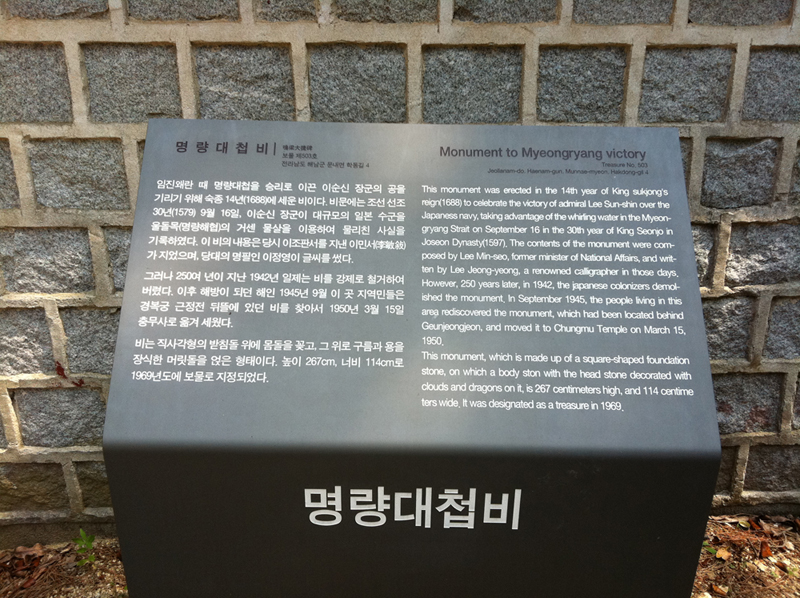 명 량 대 첩 비
보물 제503호
전라남도 해남군 문내면 학동길 4
임진왜란 때 명량대첩을 승리로 이끈 이순신 장군의 공을
기리기 위해 숙종 14년(1688)에 세운 비이다. 비문에는 조선 선조
30년(1579) 9월 16일, 이순신 장군이 대규모의 일본 수군을
울돌목(명량해협)의 거센 물살을 이용하여 물리친 사실을
기록하였다. 이 비의 내용은 당시 이조판서를 지낸 이민서(李敏敍)
가 지었으며, 당대의 명필인 이정영이 글씨를 썼다.
그러나 250여 년이 지난 1942년 일제는 비를 강제로 철거하여
버렸다. 이후 해방이 되던 해인 1945년 9월 이 곳 지역민들은
경복궁 근정전 뒤뜰에 있던 비를 찾아서 1950년 3월 15일
충무사로 옮겨 세웠다.
비는 직사각형의 받침돌 위에 몸돌을 꽂고, 그 위로 구름과 용을
장식한 머릿돌을 얹은 형태이다. 높이 267cm, 너비 114cm로
1969년도에 보물로 지정되었다.
Monument to Myeongryang victory
Treasure No. 503
Jeollanam-do, Haenam-gun, Munnae-myeon, Hakdong-gil 4
This monument was erected in the 14th year of King sukjong's
reign(1688) to celebrate the victory of admiral Lee Sun-shin over the
Japanese navy, taking advantage of the whirling water in the Myeon-
gryang Strait on September 16 in the 30th year of King Seonjo in
Joseon Dynasty(1597). The contents of the monument were com-
posed by Lee Min-seo, former minister of National Affairs, and writ-
ten by Lee Jeong-yeong, a renowned calligrapher in those days.
However, 250 years later, in 1942, the japanese colonizers demol-
ished the monument. In September 1945, the people living in this
area rediscovered the monument, which had been located behind
Geunjeongjeon, and moved it to Chungmu Temple on March 15,
1950.
This monument, which is made up of a square-shaped foundation
stone, on which a body ston with the head stone decorated with
clouds and dragons on it, is 267 centimeters high, and 114 centime
ters wide. It was designated as a treasure in 1969.
명량대첩비